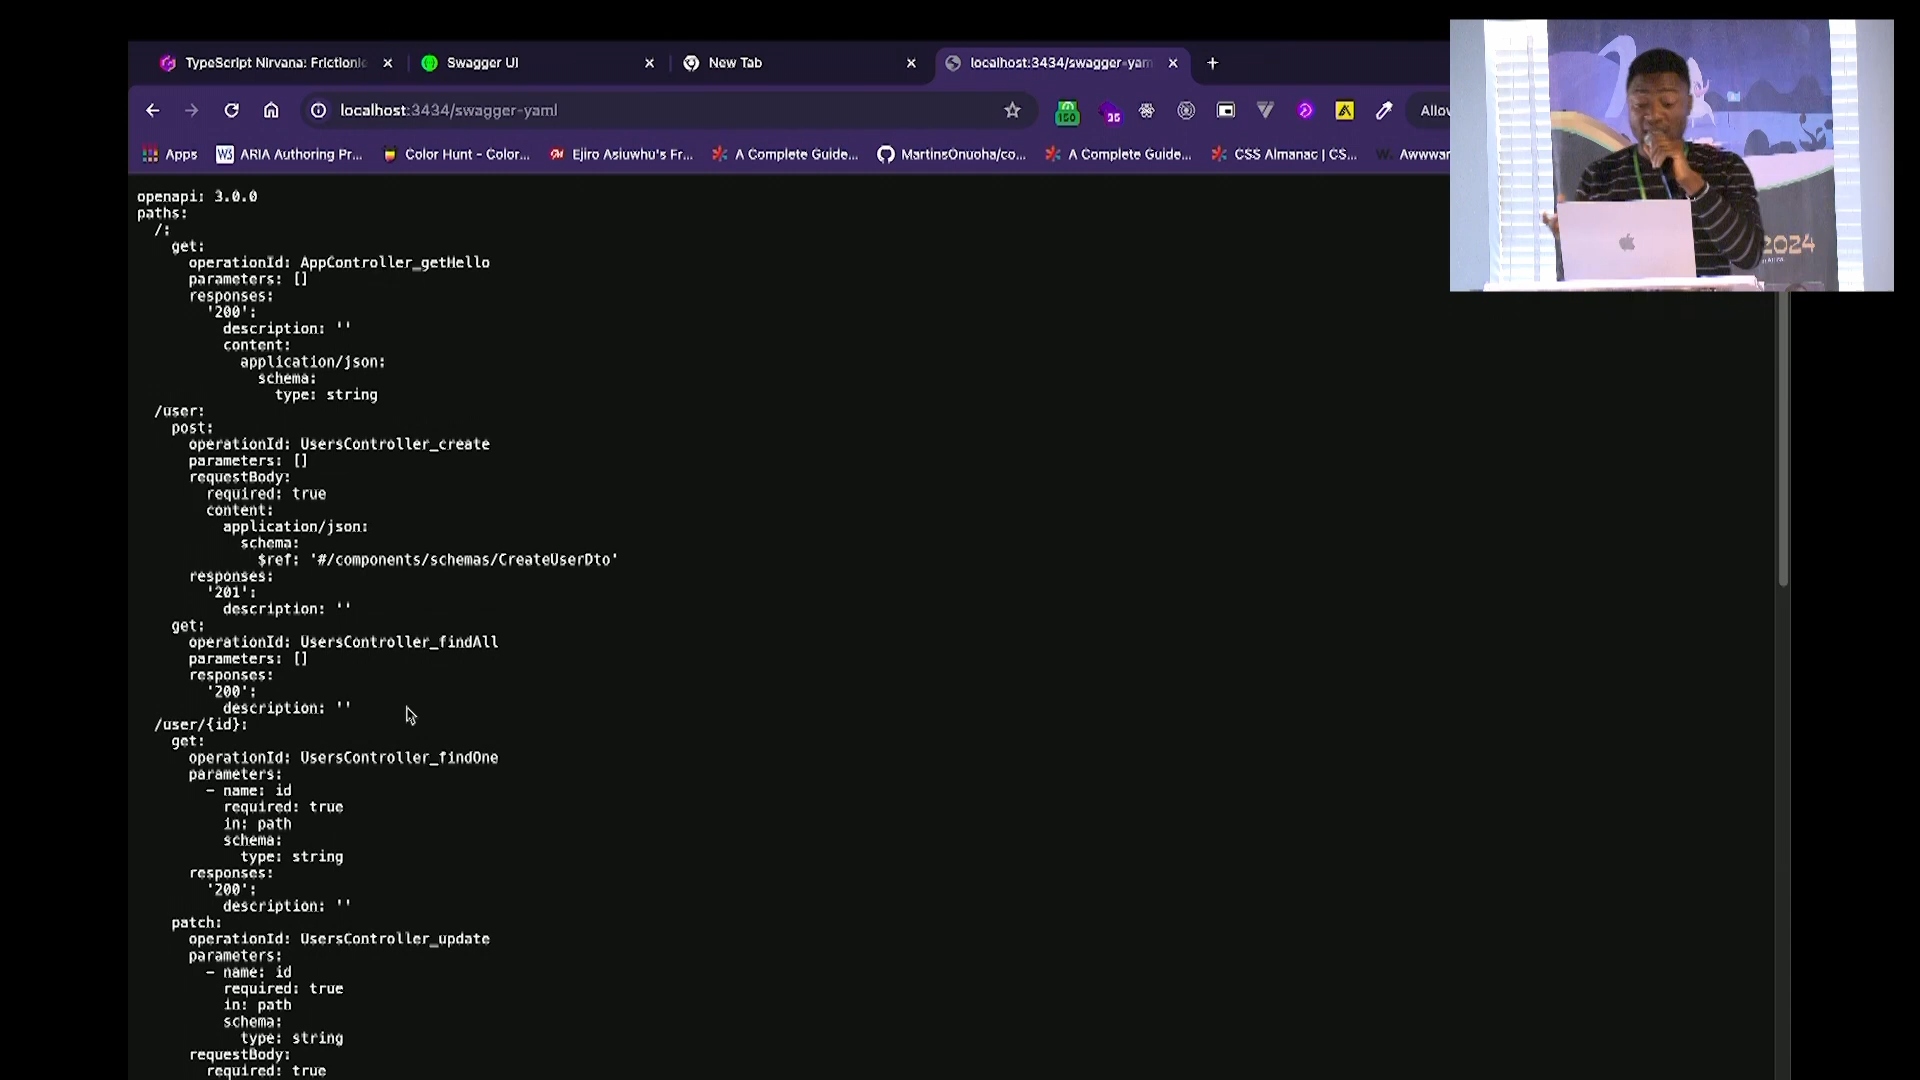 TypeScript Nirvana: Friction
Swagger UI
New Tab
localhost:3434/swagger-yam
localhost:3434/swagger-yaml
150
35
Allow
Apps
W3 ARIA Authoring Pr...
Color Hunt - Color...
Ejiro Asiuwhu's Fr...
A Complete Guide...
MartinsOnuoha/co...
A Complete Guide...
CSS Almanac | CS...
Awwwar
2024
openapi: 3.0.0
paths:
/:
get:
operationId: AppController_getHello
parameters: []
responses:
'200':
description: ''
content:
application/json:
schema:
type: string
/user:
post:
operationId: UsersController_create
parameters: []
requestBody:
required: true
content:
application/json:
schema:
$ref: '#/components/schemas/CreateUserDto'
responses:
'201':
description: ''
get:
operationId: UsersController_findAll
parameters: []
responses:
'200':
description: ''
/user/{id}:
get:
operationId: UsersController_findOne
parameters:
- name: id
required: true
in: path
schema:
type: string
responses:
'200':
description: ''
patch:
operationId: UsersController_update
parameters:
- name: id
required: true
in: path
schema:
type: string
requestBody:
required: true